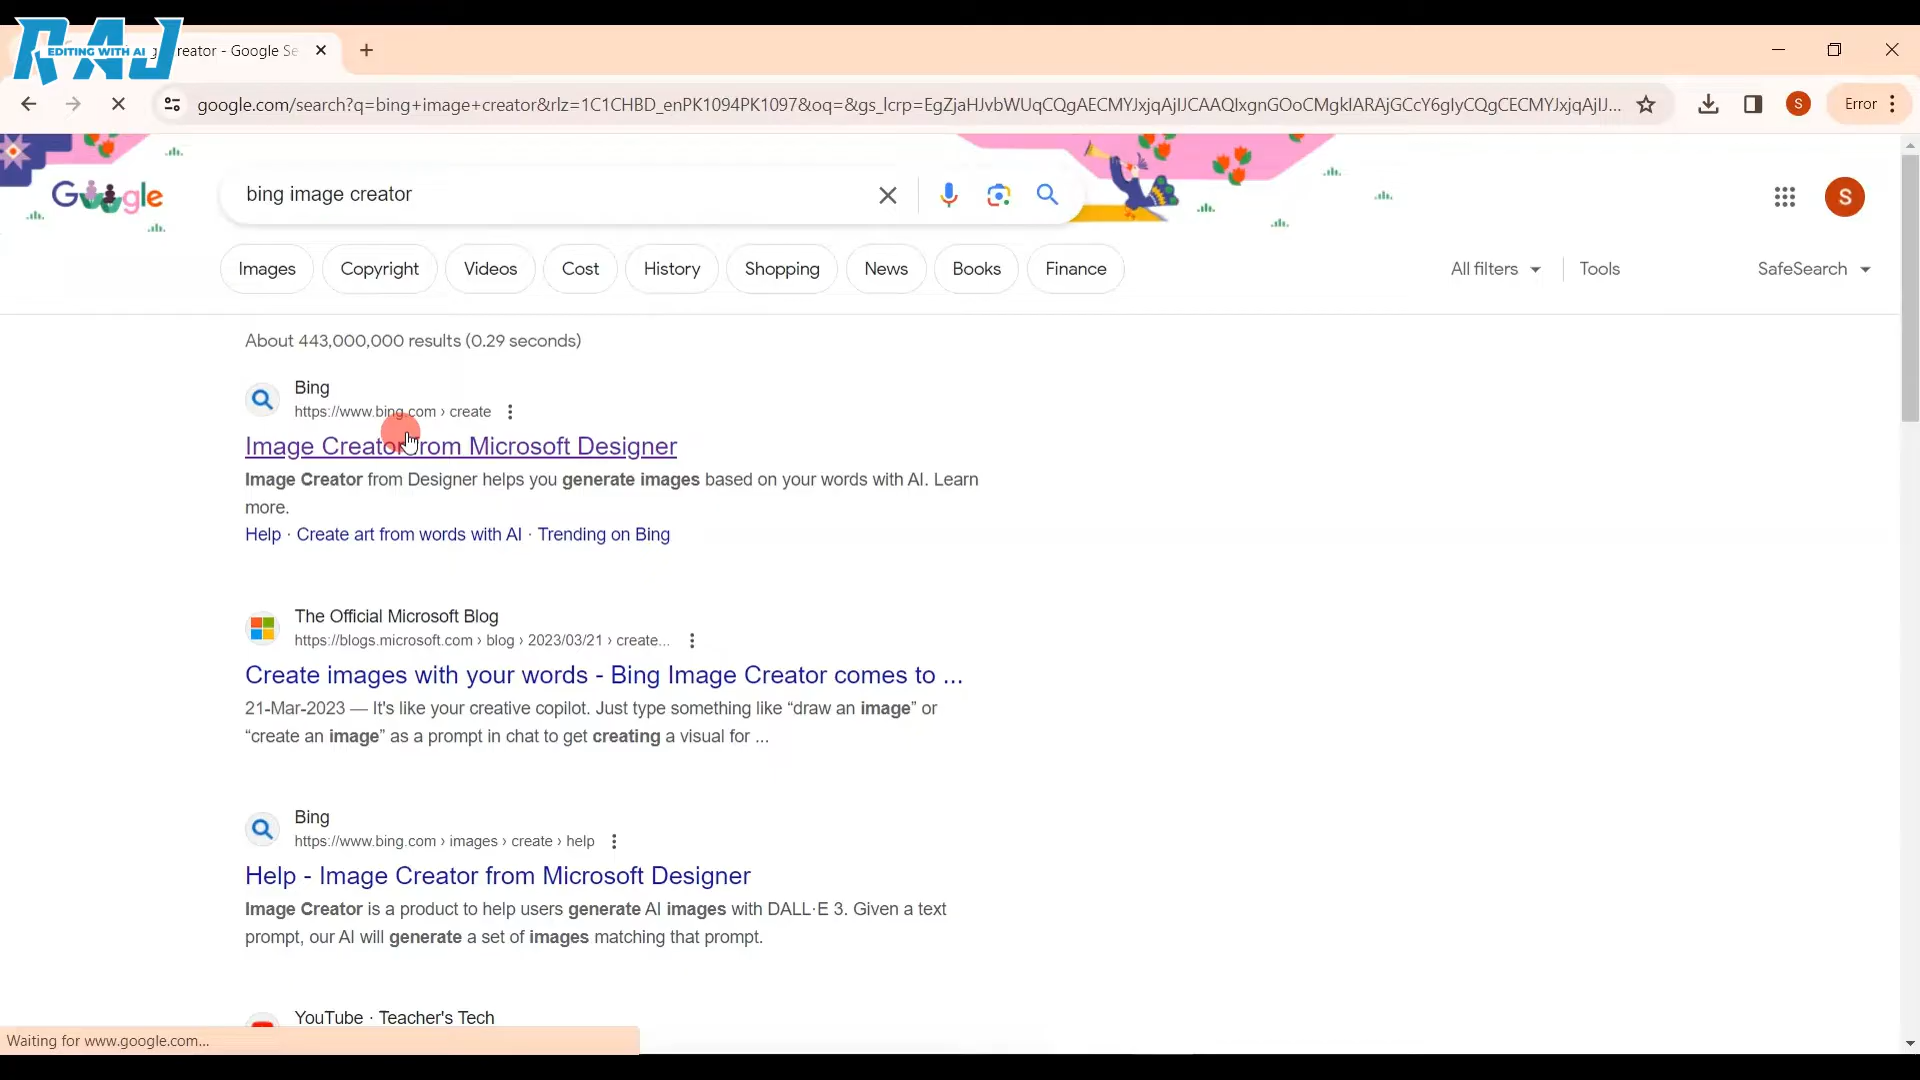 RAJ
EDITING WITH AI
reator - Google Se
google.com/search?q=bing+image+creator&rlz=1C1CHBD_enPK1094PK1097&oq=&gs_lcrp=EgZjaHJvbWUqCQgAECMYJxjqAjIJCAAQIxgnGOoCMgkIARAjGCcY6gIyCQgCECMYJxjqAjIJ...
S
Error
Google
bing image creator
S
Images
Copyright
Videos
Cost
History
Shopping
News
Books
Finance
All filters
Tools
SafeSearch
About 443,000,000 results (0.29 seconds)
Bing
https://www.bing.com › create
Image Creator from Microsoft Designer
Image Creator from Designer helps you generate images based on your words with AI. Learn
more.
Help · Create art from words with AI · Trending on Bing
The Official Microsoft Blog
https://blogs.microsoft.com › blog › 2023/03/21 › create...
Create images with your words - Bing Image Creator comes to ...
21-Mar-2023 — It's like your creative copilot. Just type something like “draw an image” or
“create an image” as a prompt in chat to get creating a visual for ...
Bing
https://www.bing.com › images › create › help
Help - Image Creator from Microsoft Designer
Image Creator is a product to help users generate AI images with DALL·E 3. Given a text
prompt, our AI will generate a set of images matching that prompt.
YouTube · Teacher's Tech
Waiting for www.google.com...